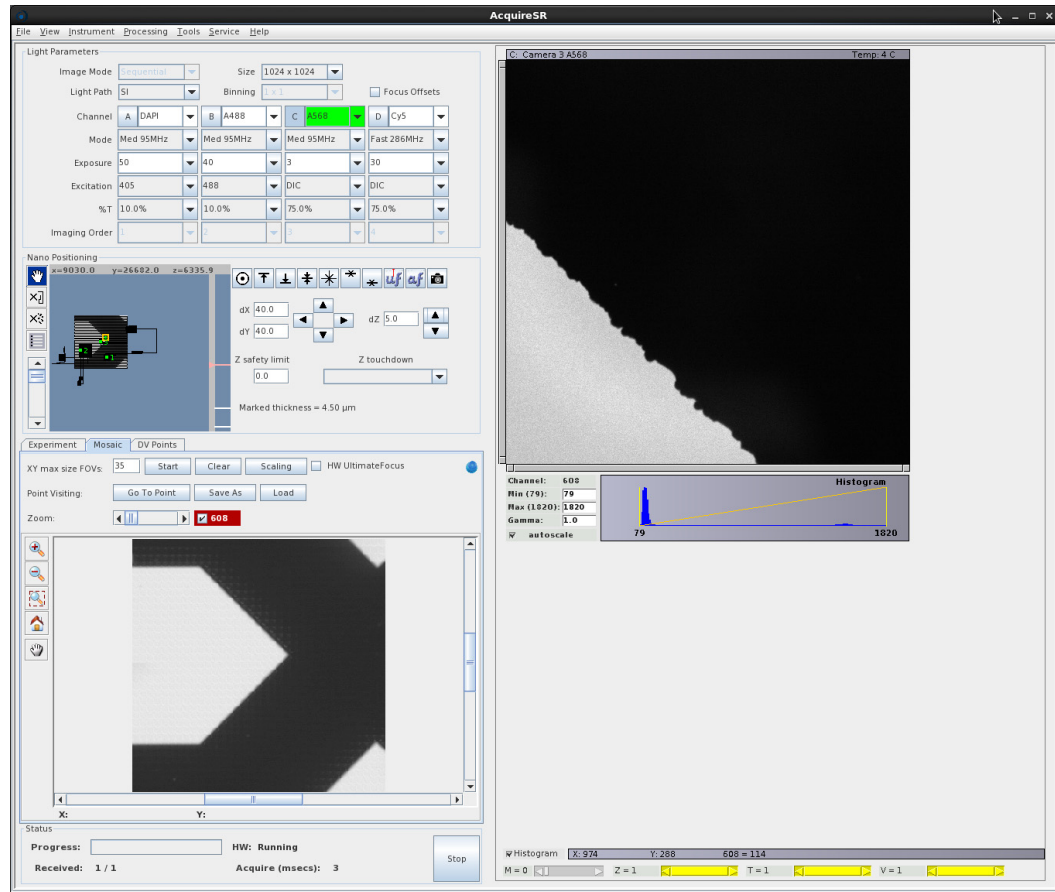 AcquireSR
File View Instrument Processing Tools Service Help
Light Parameters
Image Mode Sequential Size 1024 x 1024
Light Path SI Binning 1 x 1 Focus Offsets
Channel A DAPI B A488 C A568 D Cy5
Mode Med 95MHz Med 95MHz Med 95MHz Fast 286MHz
Exposure 50 40 3 30
Excitation 405 488 DIC DIC
%T 10.0% 10.0% 75.0% 75.0%
Imaging Order 1 2 3 4
Nano Positioning
x=9030.0 y=26682.0 z=6335.9
uf af
dX 40.0
dY 40.0
dZ 5.0
2
1
Z safety limit Z touchdown
0.0
Marked thickness = 4.50 µm
Experiment Mosaic DV Points
XY max size FOVs: 35 Start Clear Scaling HW UltimateFocus
Point Visiting: Go To Point Save As Load
Zoom: 608
X: Y:
Status
Progress: HW: Running
Received: 1 / 1 Acquire (msecs): 3
Stop
C: Camera 3 A568 Temp: 4 C
Channel: 608
Min (79): 79
Max (1820): 1820
Gamma: 1.0
autoscale
Histogram
79 1820
Histogram X: 974 Y: 288 608 = 114
M = 0 Z = 1 T = 1 V = 1